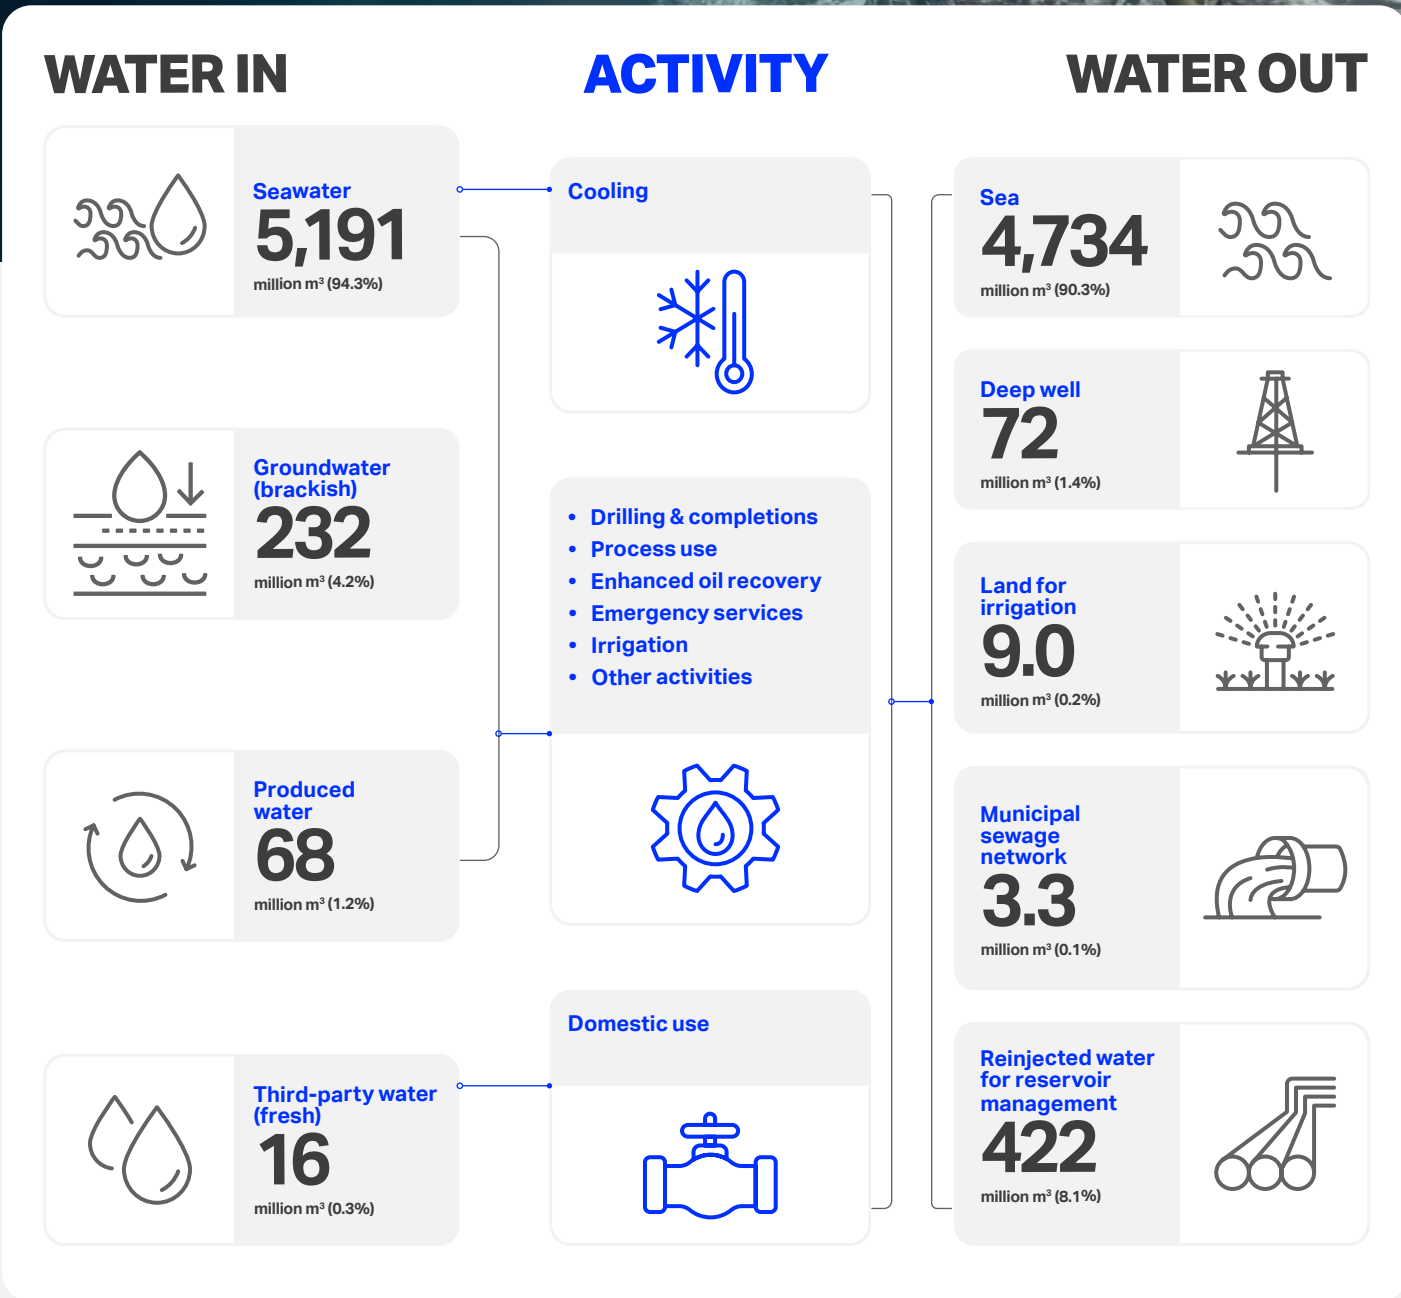 WATER IN
ACTIVITY
WATER OUT
Seawater
5,191
million m³ (94.3%)
Groundwater
(brackish)
232
million m³ (4.2%)
Produced
water
68
million m³ (1.2%)
Third-party water
(fresh)
16
million m³ (0.3%)
Cooling
• Drilling & completions
• Process use
• Enhanced oil recovery
• Emergency services
• Irrigation
• Other activities
Domestic use
Sea
4,734
million m³ (90.3%)
Deep well
72
million m³ (1.4%)
Land for
irrigation
9.0
million m³ (0.2%)
Municipal
sewage
network
3.3
million m³ (0.1%)
Reinjected water
for reservoir
management
422
million m³ (8.1%)